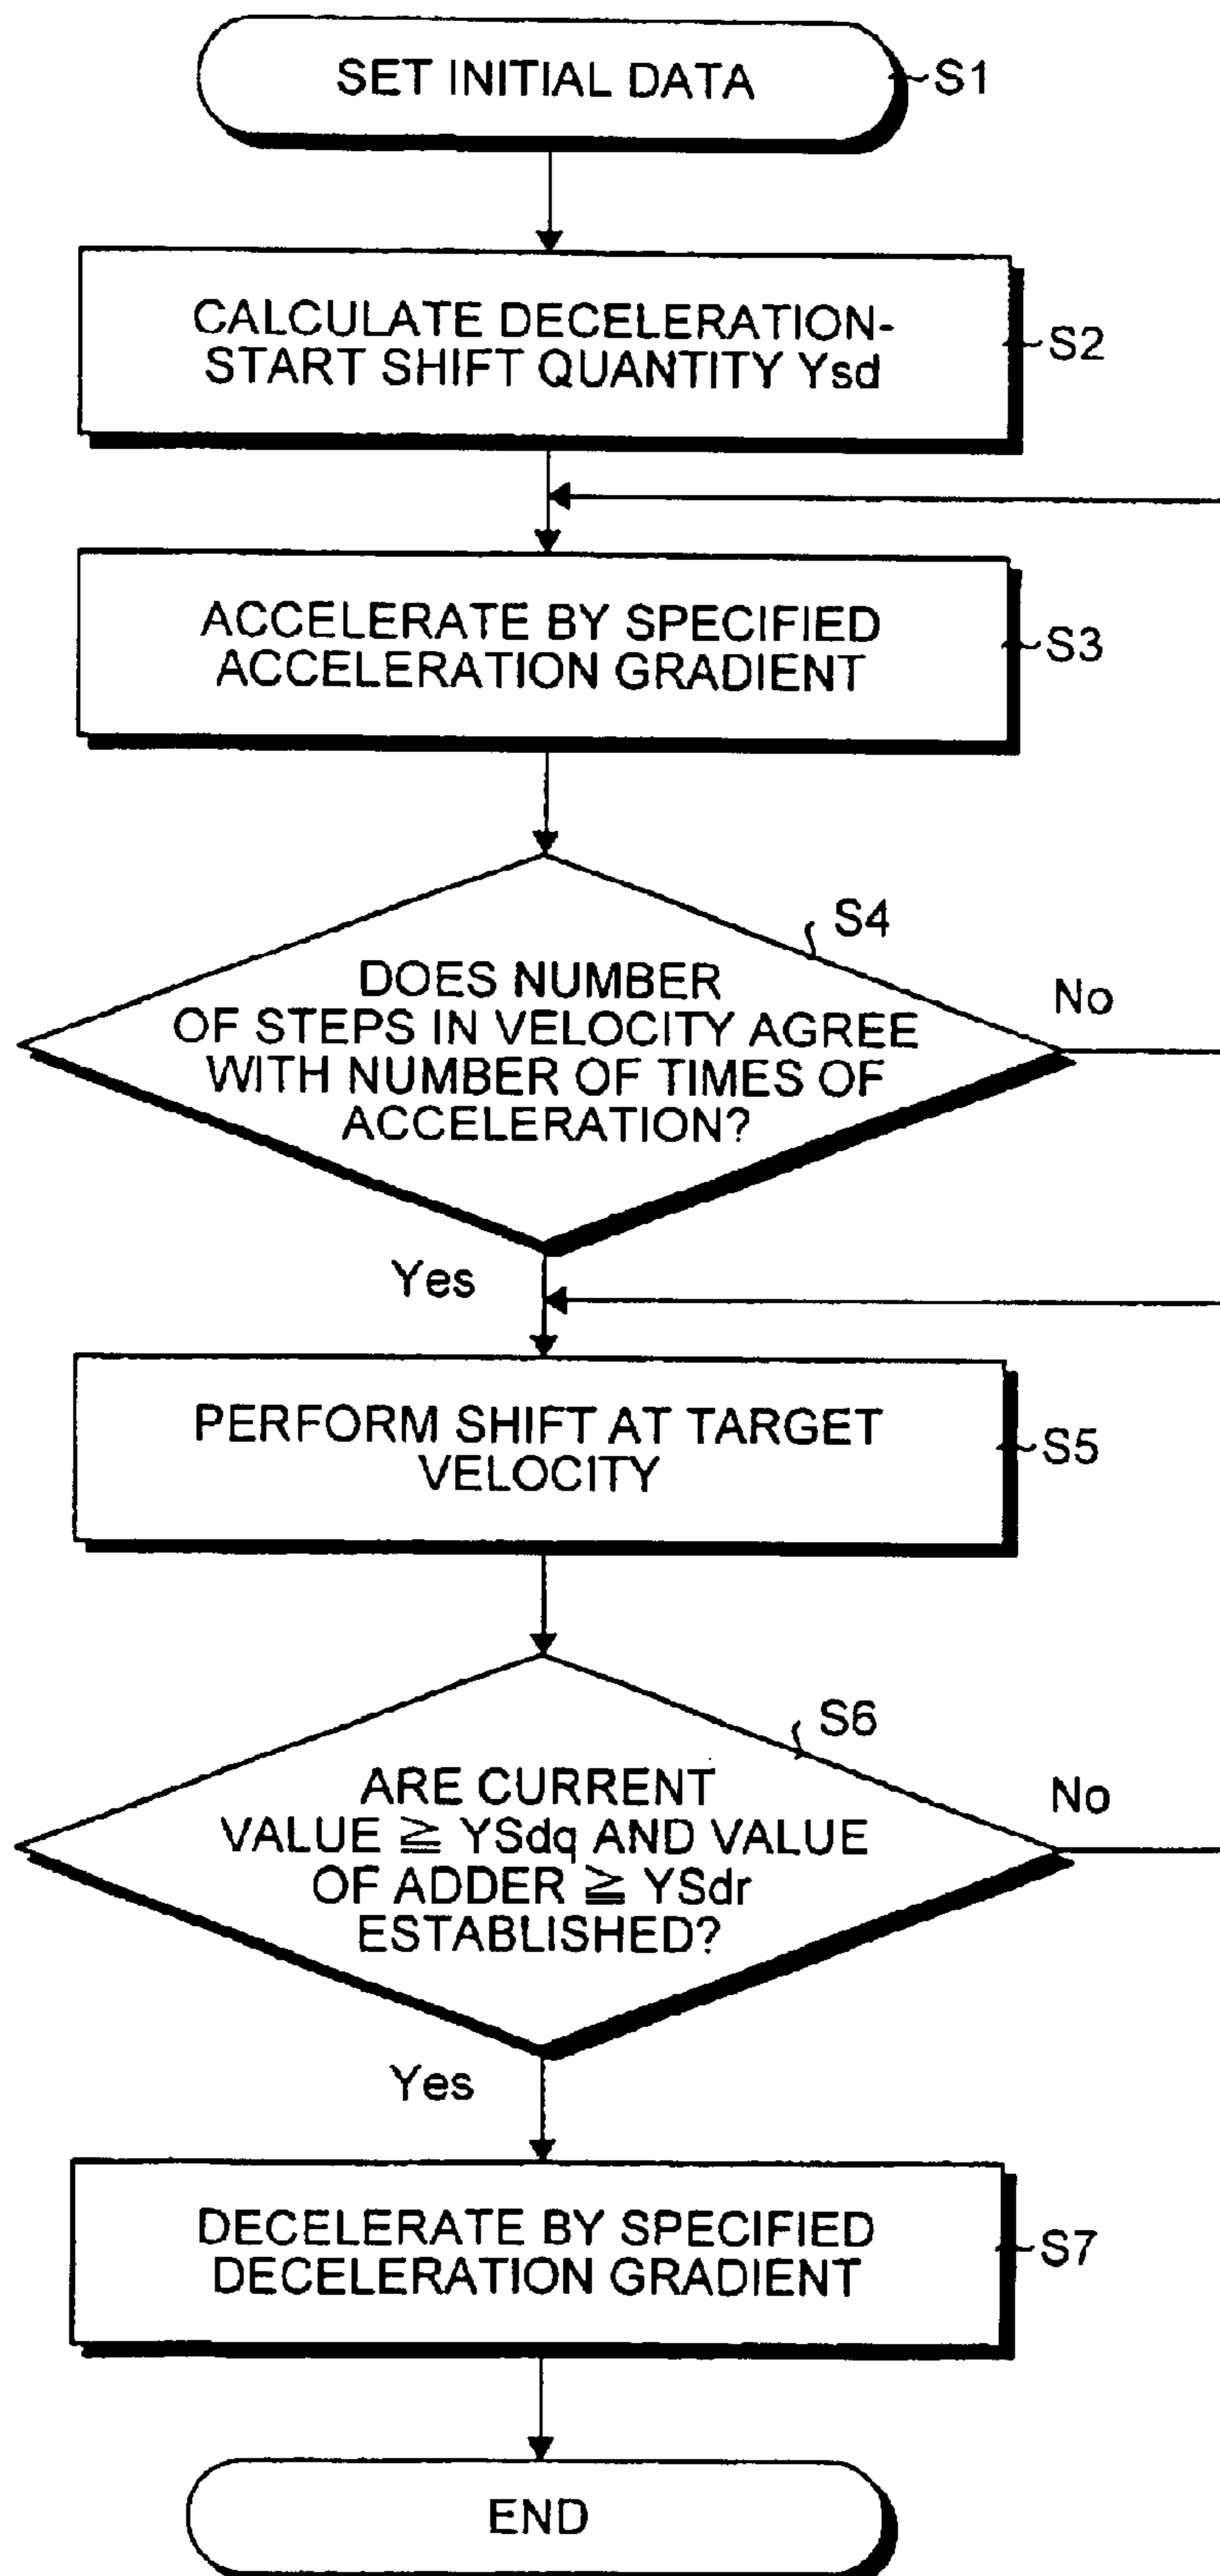 SET INITIAL DATA
S1
CALCULATE DECELERATION-
START SHIFT QUANTITY Ysd
S2
ACCELERATE BY SPECIFIED
ACCELERATION GRADIENT
S3
S4
DOES NUMBER
OF STEPS IN VELOCITY AGREE
WITH NUMBER OF TIMES OF
ACCELERATION?
No
Yes
PERFORM SHIFT AT TARGET
VELOCITY
S5
S6
ARE CURRENT
VALUE ≧ YSdq AND VALUE
OF ADDER ≧ YSdr
ESTABLISHED?
No
Yes
DECELERATE BY SPECIFIED
DECELERATION GRADIENT
S7
END